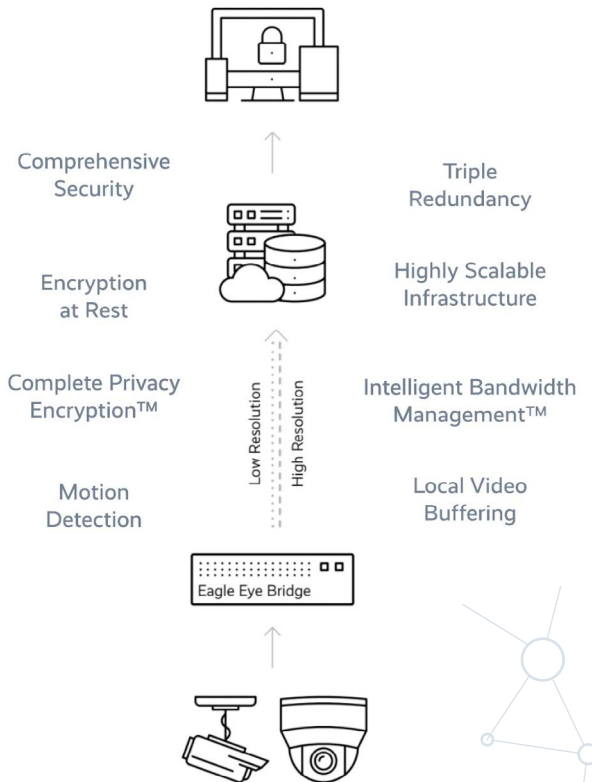 Comprehensive
Security
Triple
Redundancy
Encryption
at Rest
Highly Scalable
Infrastructure
Complete Privacy
Encryption™
Low Resolution
High Resolution
Intelligent Bandwidth
Management™
Motion
Detection
Local Video
Buffering
Eagle Eye Bridge